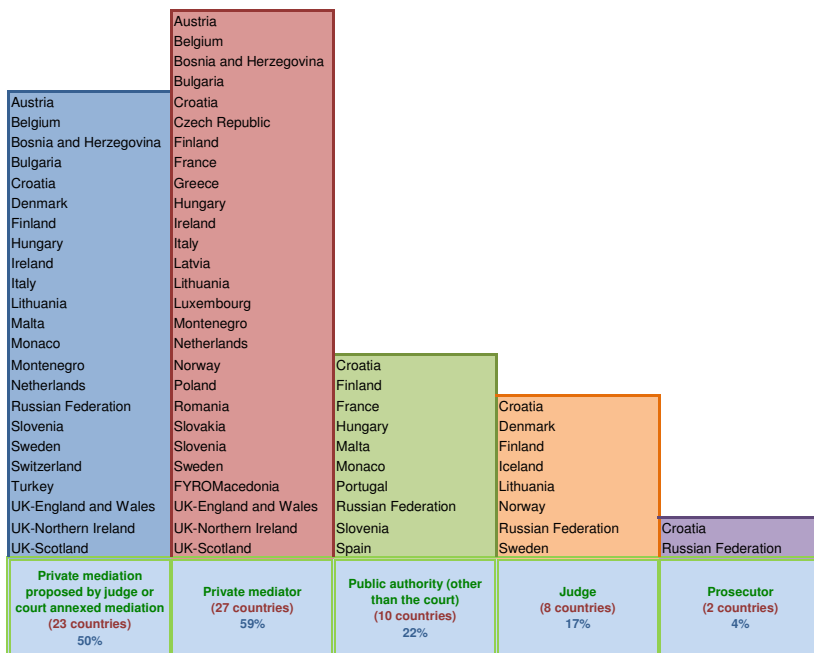 Austria
Belgium
Bosnia and Herzegovina
Bulgaria
Croatia
Denmark
Finland
Hungary
Ireland
Italy
Lithuania
Malta
Monaco
Montenegro
Netherlands
Russian Federation
Slovenia
Sweden
Switzerland
Turkey
UK-England and Wales
UK-Northern Ireland
UK-Scotland
Private mediation
proposed by judge or
court annexed mediation
(23 countries)
50%
Austria
Belgium
Bosnia and Herzegovina
Bulgaria
Croatia
Czech Republic
Finland
France
Greece
Hungary
Ireland
Italy
Latvia
Lithuania
Luxembourg
Montenegro
Netherlands
Norway
Poland
Romania
Slovakia
Slovenia
Sweden
FYROMacedonia
UK-England and Wales
UK-Northern Ireland
UK-Scotland
Private mediator
(27 countries)
59%
Croatia
Finland
France
Hungary
Malta
Monaco
Portugal
Russian Federation
Slovenia
Spain
Public authority (other
than the court)
(10 countries)
22%
Croatia
Denmark
Finland
Iceland
Lithuania
Norway
Russian Federation
Sweden
Judge
(8 countries)
17%
Croatia
Russian Federation
Prosecutor
(2 countries)
4%